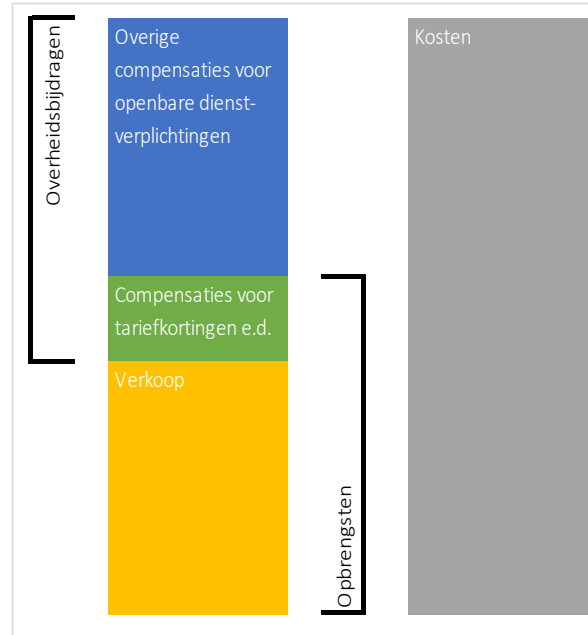 Overheidsbijdragen
Overige
compensaties voor
openbare dienst-
verplichtingen
Compensaties voor
tariefkortingen e.d.
Verkoop
Opbrengsten
Kosten